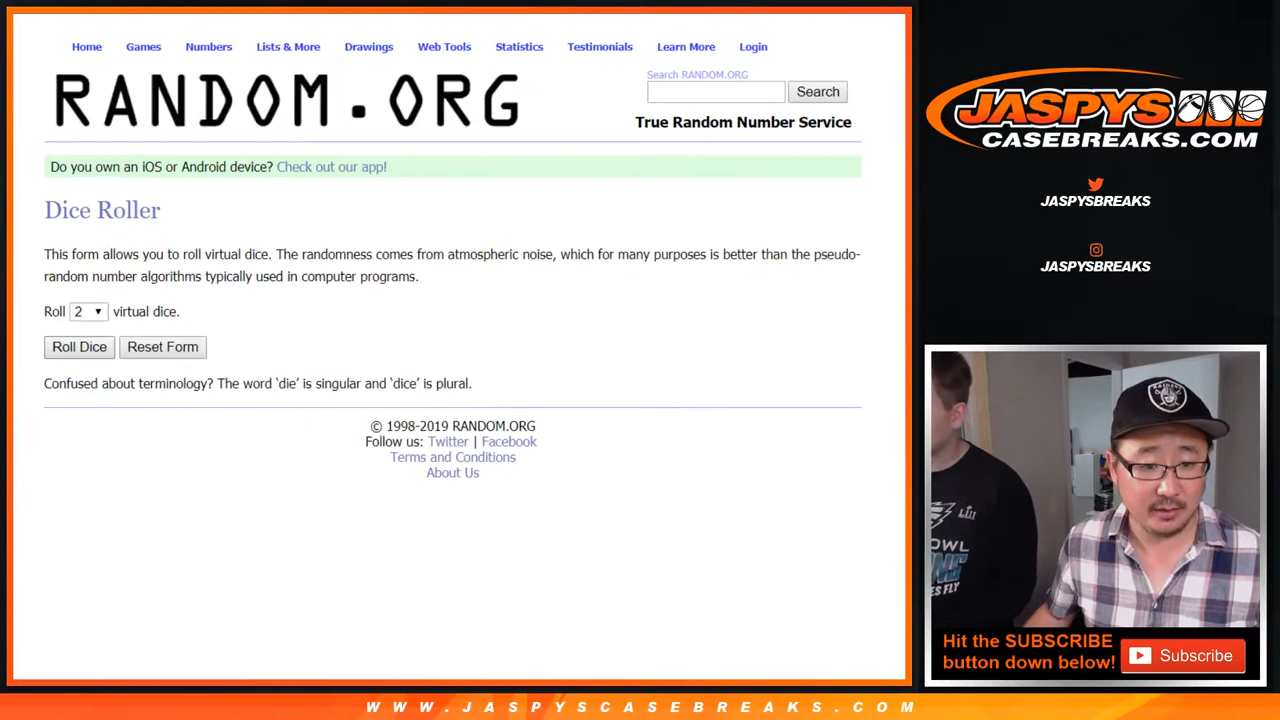 Home Games Numbers Lists & More Drawings Web Tools Statistics Testimonials Learn More Login
RANDOM.ORG
Search RANDOM.ORG
Search
True Random Number Service
Do you own an iOS or Android device? Check out our app!
Dice Roller
This form allows you to roll virtual dice. The randomness comes from atmospheric noise, which for many purposes is better than the pseudo-
random number algorithms typically used in computer programs.
Roll 2 virtual dice.
Roll Dice Reset Form
Confused about terminology? The word ‘die’ is singular and ‘dice’ is plural.
© 1998-2019 RANDOM.ORG
Follow us: Twitter | Facebook
Terms and Conditions
About Us
JASPYS
CASEBREAKS.COM
JASPYSBREAKS
JASPYSBREAKS
RAIDERS
LII
Hit the SUBSCRIBE
button down below!
Subscribe
WWW.JASPYSCASEBREAKS.COM